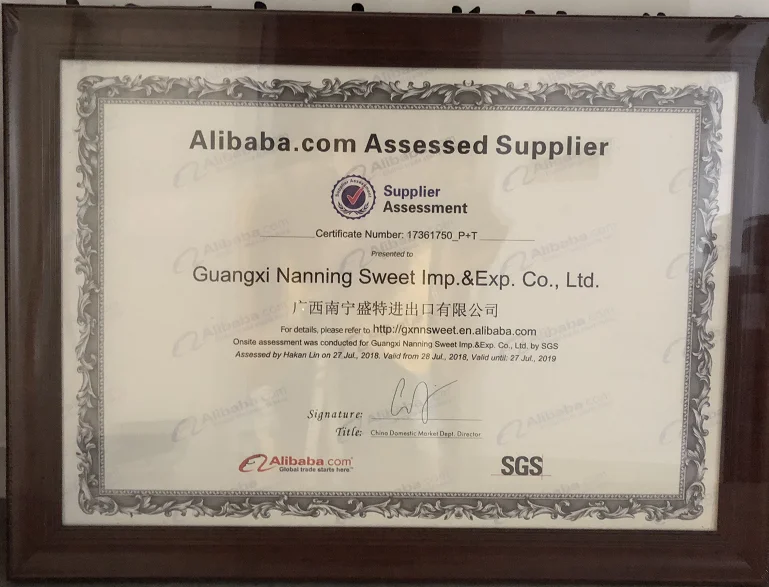 Alibaba.com Assessed Supplier
Supplier Assessment
Supplier
Assessment
Certificate Number: 17361750_P+T
Presented to
Guangxi Nanning Sweet Imp.&Exp. Co., Ltd.
广西南宁盛特进出口有限公司
For details, please refer to http://gxnnsweet.en.alibaba.com
Onsite assessment was conducted for Guangxi Nanning Sweet Imp.&Exp. Co., Ltd. by SGS
Assessed by Hakan Lin on 27 Jul., 2018. Valid from 28 Jul., 2018, Valid until: 27 Jul., 2019
Signature:
Title: China Domestic Market Dept. Director
Alibaba.com®
Global trade starts here.™
SGS